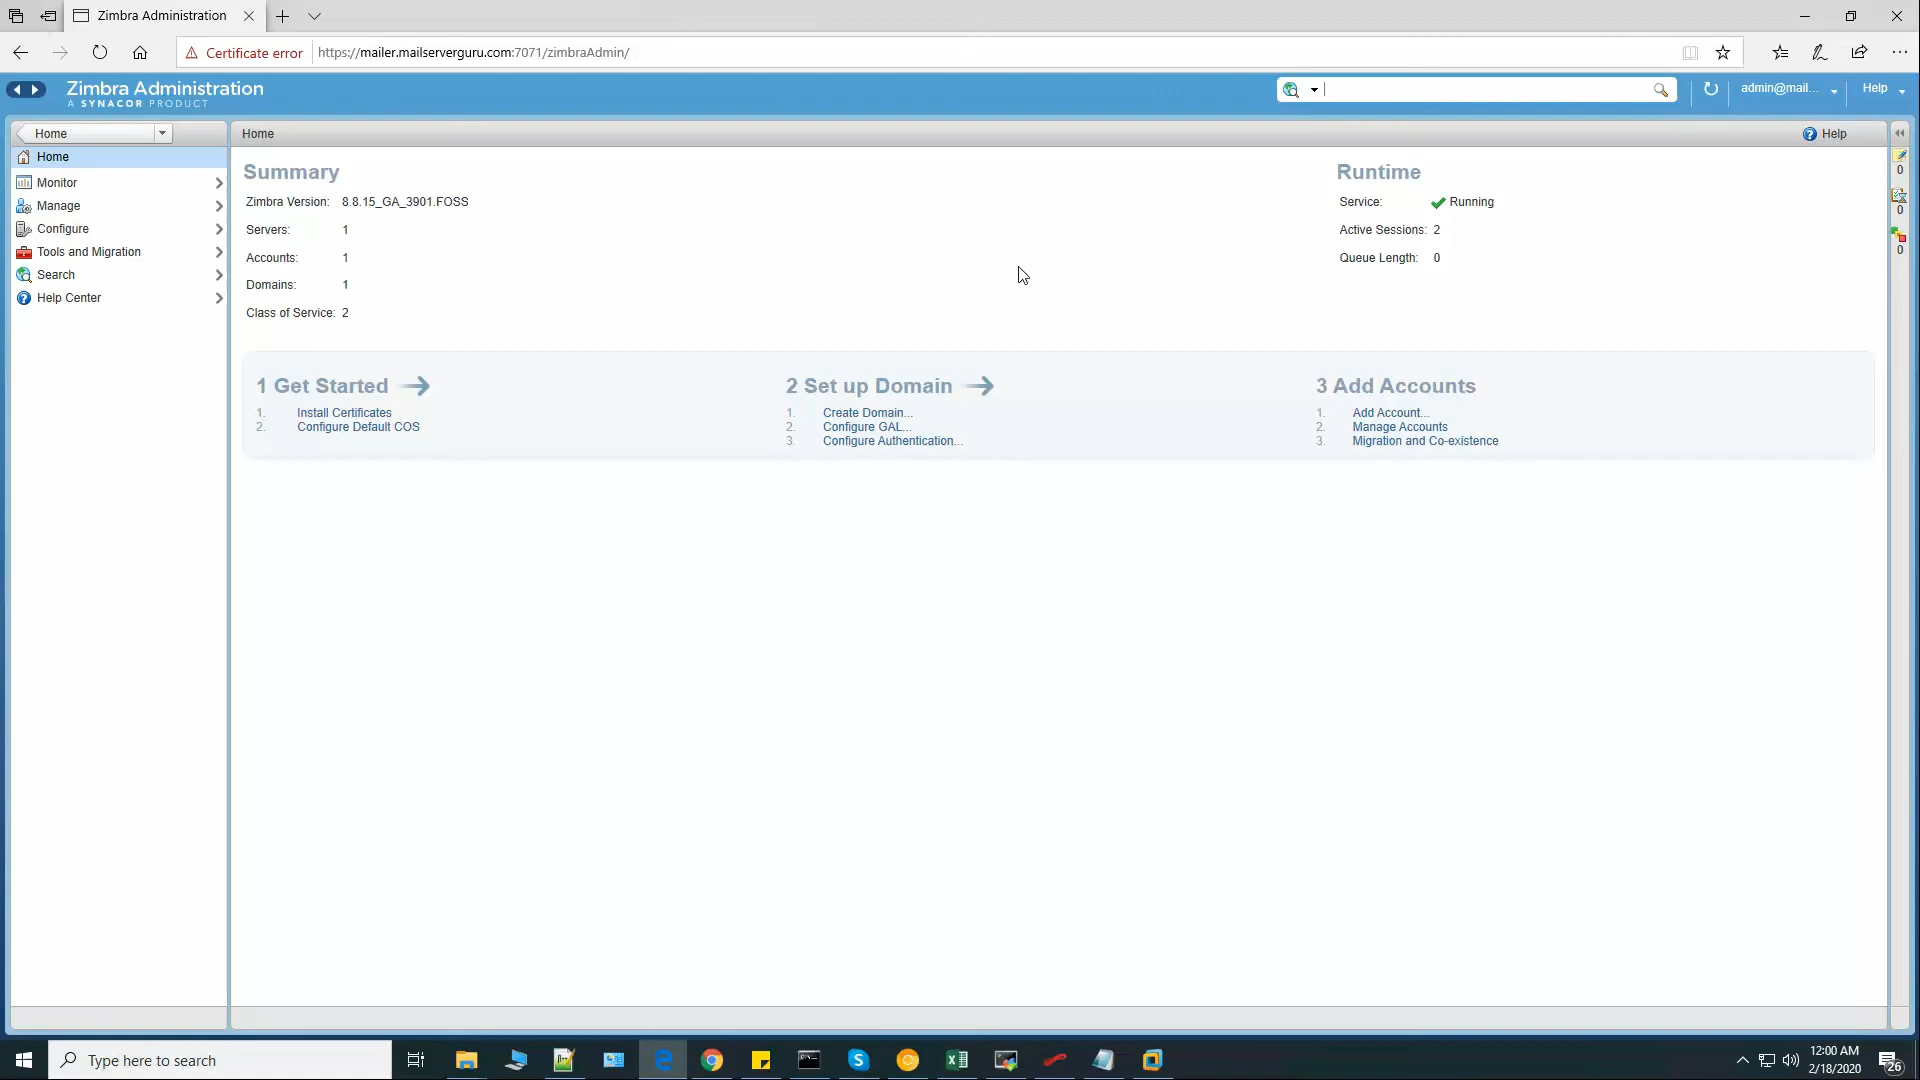 Zimbra Administration
Certificate error
https://mailer.mailserverguru.com:7071/zimbraAdmin/
Zimbra Administration
A SYNACOR PRODUCT
admin@mail...
Help
Home
Home
Help
Home
Monitor
Manage
Configure
Tools and Migration
Search
Help Center
Summary
Zimbra Version: 8.8.15_GA_3901.FOSS
Servers: 1
Accounts: 1
Domains: 1
Class of Service: 2
Runtime
Service: Running
Active Sessions: 2
Queue Length: 0
0
0
0
1 Get Started
1. Install Certificates
2. Configure Default COS
2 Set up Domain
1. Create Domain...
2. Configure GAL...
3. Configure Authentication...
3 Add Accounts
1. Add Account...
2. Manage Accounts
3. Migration and Co-existence
Type here to search
12:00 AM
2/18/2020
26